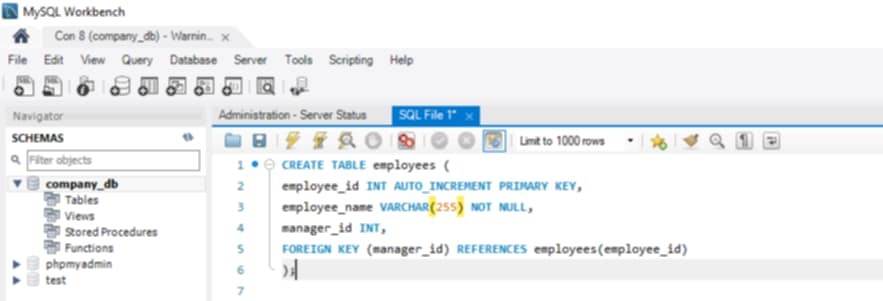 MySQL Workbench
Con 8 (company_db) - Warnin... x
File Edit View Query Database Server Tools Scripting Help
Navigator
Administration - Server Status SQL File 1* x
SCHEMAS
Limit to 1000 rows
Filter objects
company_db
Tables
Views
Stored Procedures
Functions
phpmyadmin
test
1 CREATE TABLE employees (
2 employee_id INT AUTO_INCREMENT PRIMARY KEY,
3 employee_name VARCHAR(255) NOT NULL,
4 manager_id INT,
5 FOREIGN KEY (manager_id) REFERENCES employees(employee_id)
6 );
7